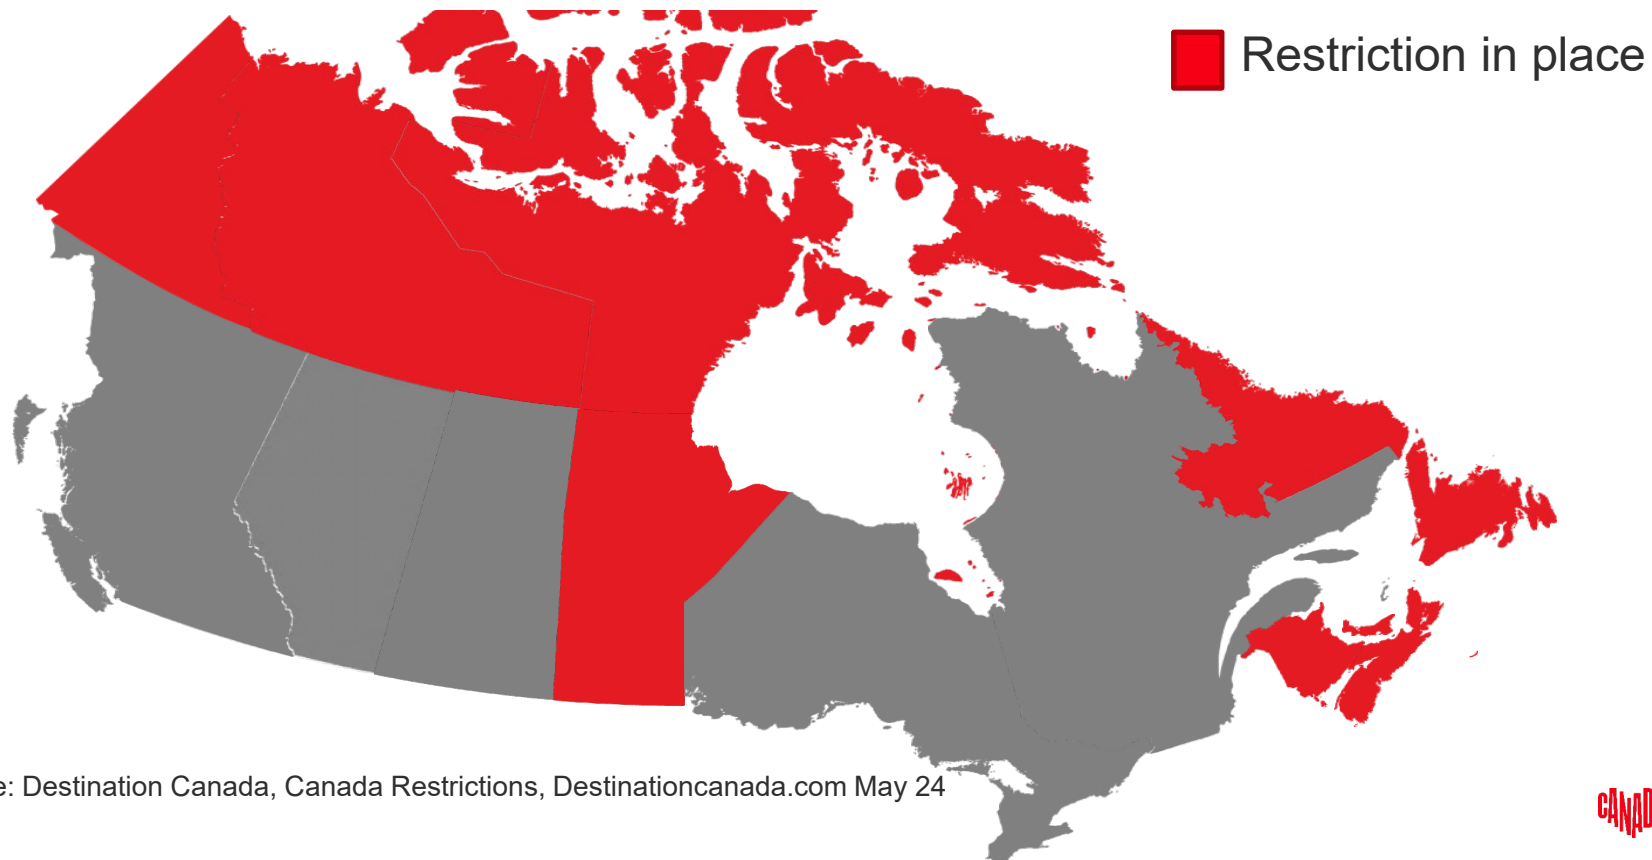 Restriction in place
: Destination Canada, Canada Restrictions, Destinationcanada.com May 24